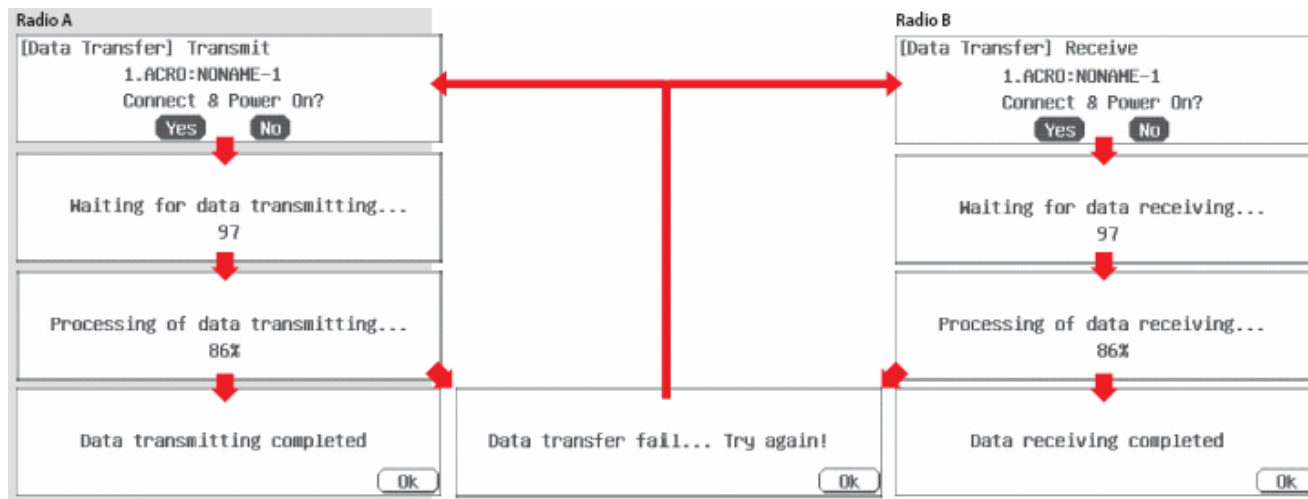 Radio A
[Data Transfer] Transmit
1.ACRO:NONAME-1
Connect & Power On?
Yes No
Waiting for data transmitting...
97
Processing of data transmitting...
86%
Data transmitting completed
Ok
Data transfer fail... Try again!
Ok
Radio B
[Data Transfer] Receive
1.ACRO:NONAME-1
Connect & Power On?
Yes No
Waiting for data receiving...
97
Processing of data receiving...
86%
Data receiving completed
Ok